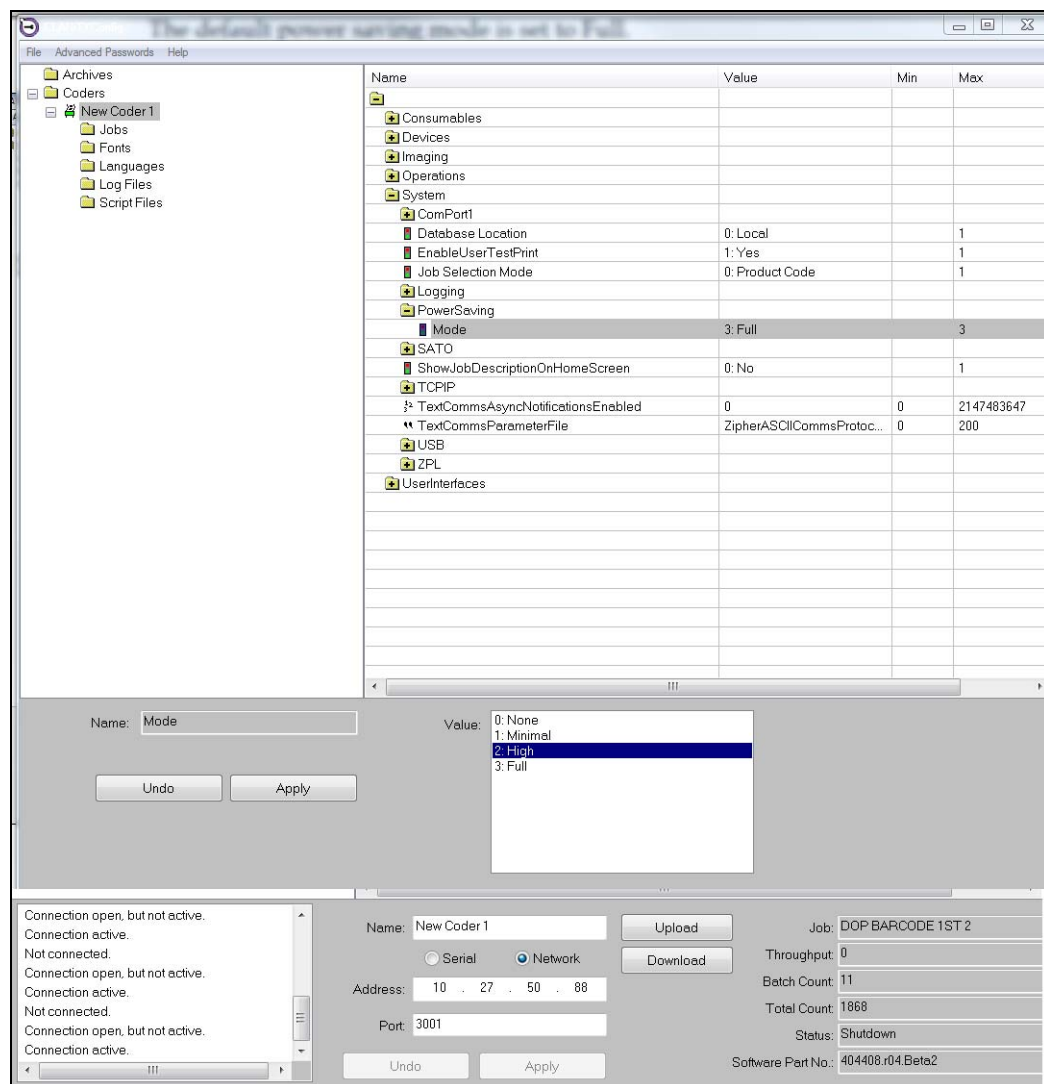 The default power saving mode is set to Full.
File Advanced Passwords Help
Archives
Coders
New Coder 1
Jobs
Fonts
Languages
Log Files
Script Files
Name Value Min Max
Consumables
Devices
Imaging
Operations
System
ComPort1
Database Location 0: Local 1
EnableUserTestPrint 1: Yes 1
Job Selection Mode 0: Product Code 1
Logging
PowerSaving
Mode 3: Full 3
SATO
ShowJobDescriptionOnHomeScreen 0: No 1
TCPIP
TextCommsAsyncNotificationsEnabled 0 0 2147483647
TextCommsParameterFile ZipherASCIICommsProtoc... 0 200
USB
ZPL
UserInterfaces
Name: Mode
Value: 0: None
1: Minimal
2: High
3: Full
Undo Apply
Connection open, but not active.
Connection active.
Not connected.
Connection open, but not active.
Connection active.
Not connected.
Connection open, but not active.
Connection active.
Name: New Coder 1
Serial Network
Address: 10 . 27 . 50 . 88
Port: 3001
Undo Apply
Upload
Download
Job: DOP BARCODE 1ST 2
Throughput: 0
Batch Count: 11
Total Count: 1868
Status: Shutdown
Software Part No.: 404408.r04.Beta2